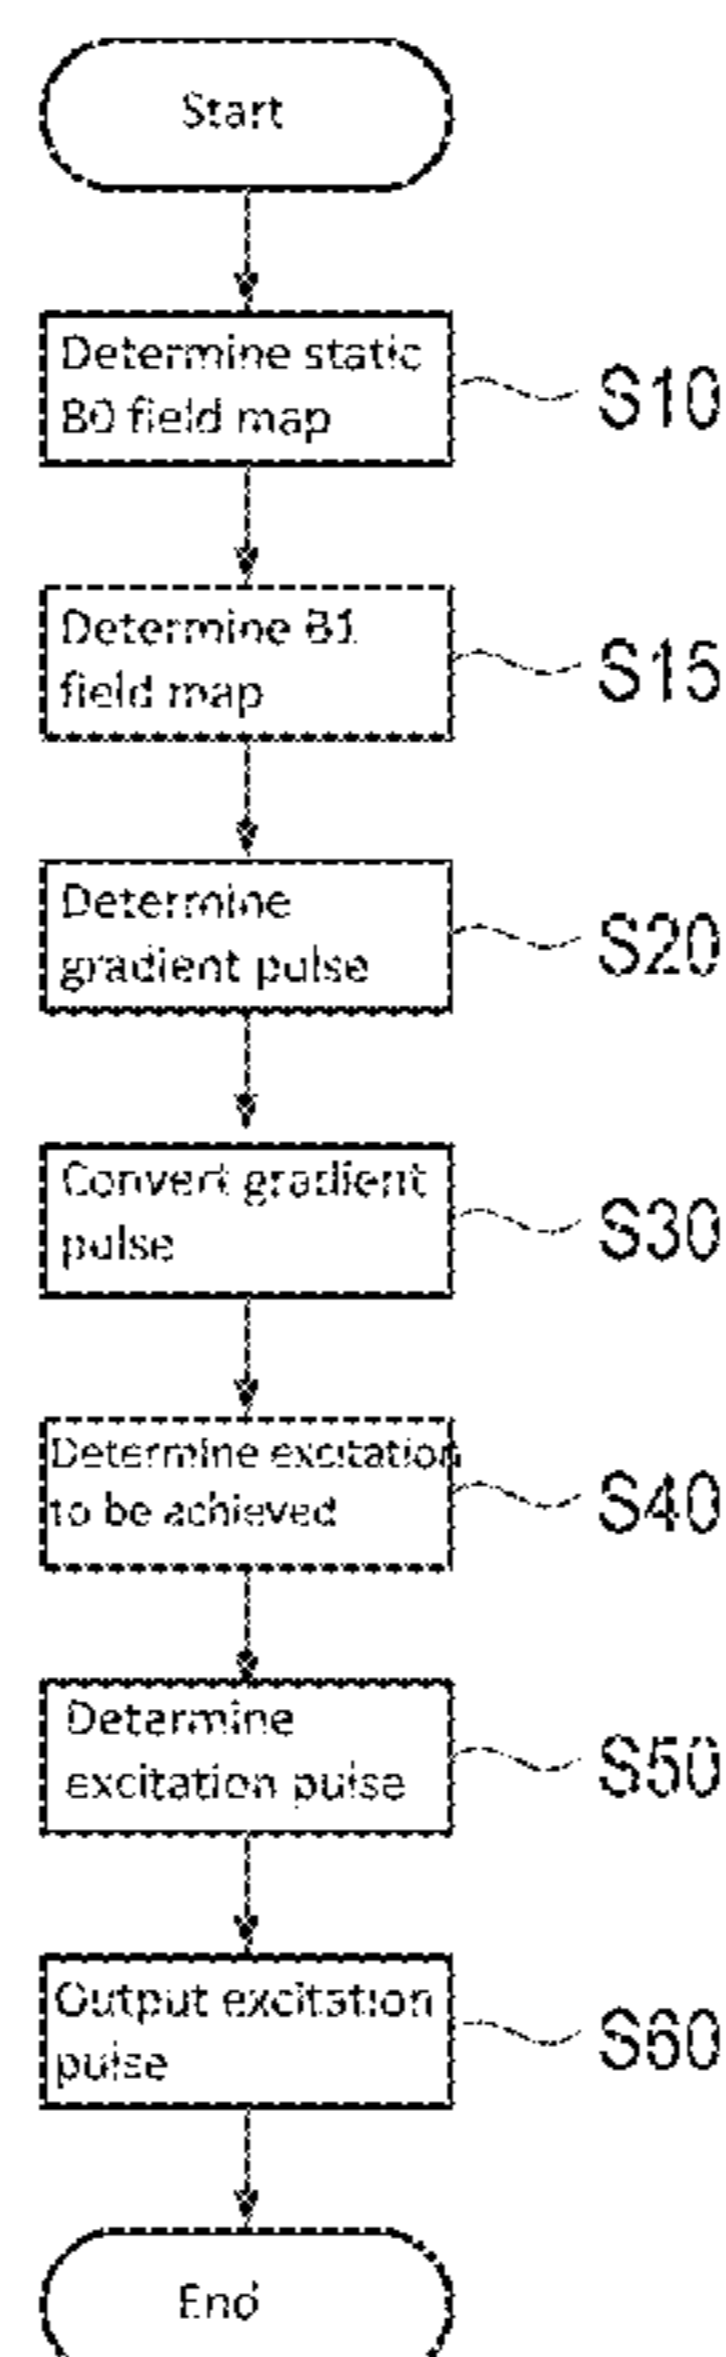 Start
Determine static
B0 field map
S10
Determine B1
field map
S15
Determine
gradient pulse
S20
Convert gradient
pulse
S30
Determine excitation
to be achieved
S40
Determine
excitation pulse
S50
Output excitation
pulse
S60
End